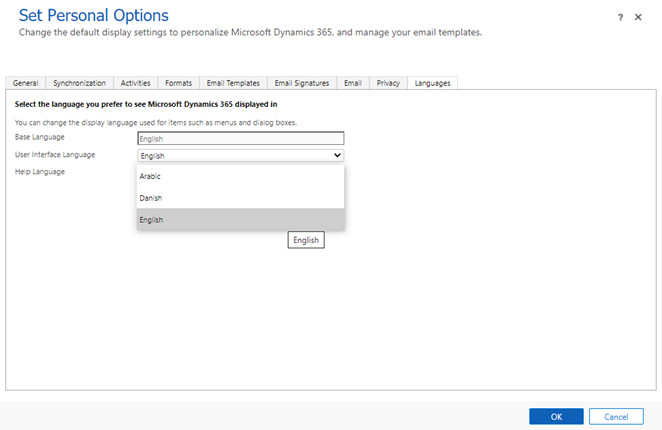 Set Personal Options
? ×
Change the default display settings to personalize Microsoft Dynamics 365, and manage your email templates.
General Synchronization Activities Formats Email Templates Email Signatures Email Privacy Languages
Select the language you prefer to see Microsoft Dynamics 365 displayed in
You can change the display language used for items such as menus and dialog boxes.
Base Language English
User Interface Language English
Help Language
Arabic
Danish
English
English
OK Cancel